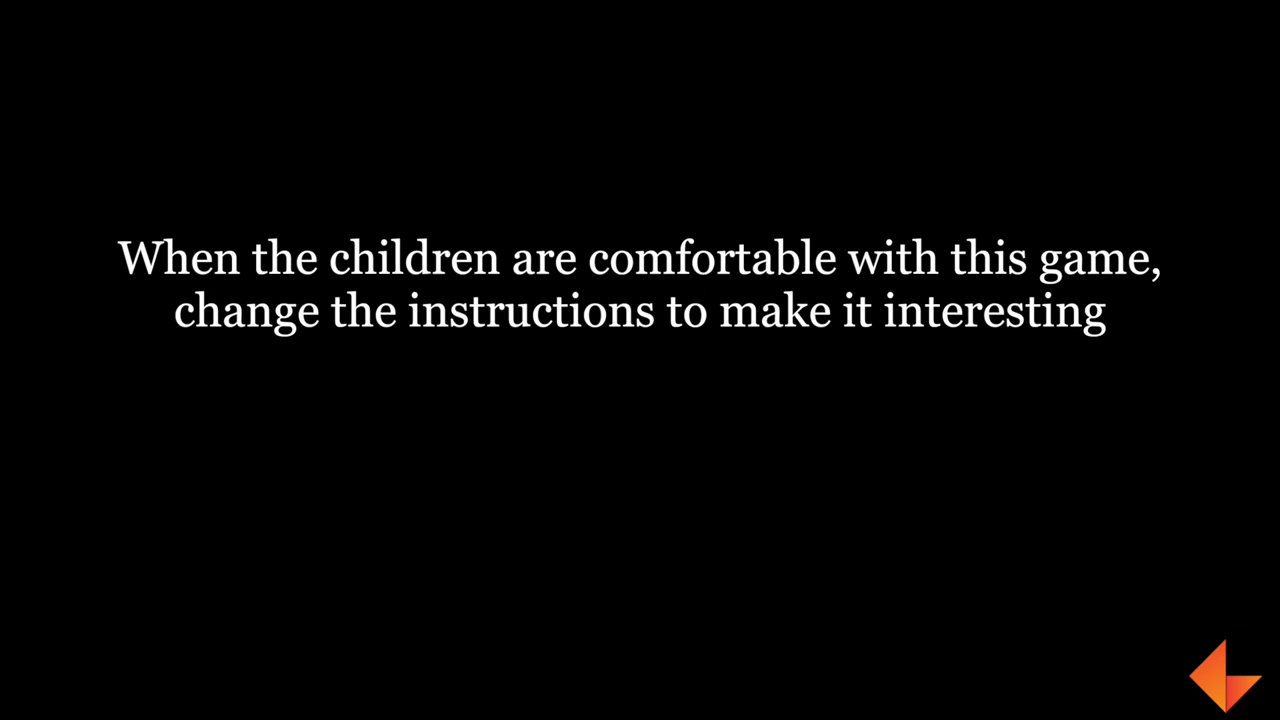 When the children are comfortable with this game,
change the instructions to make it interesting